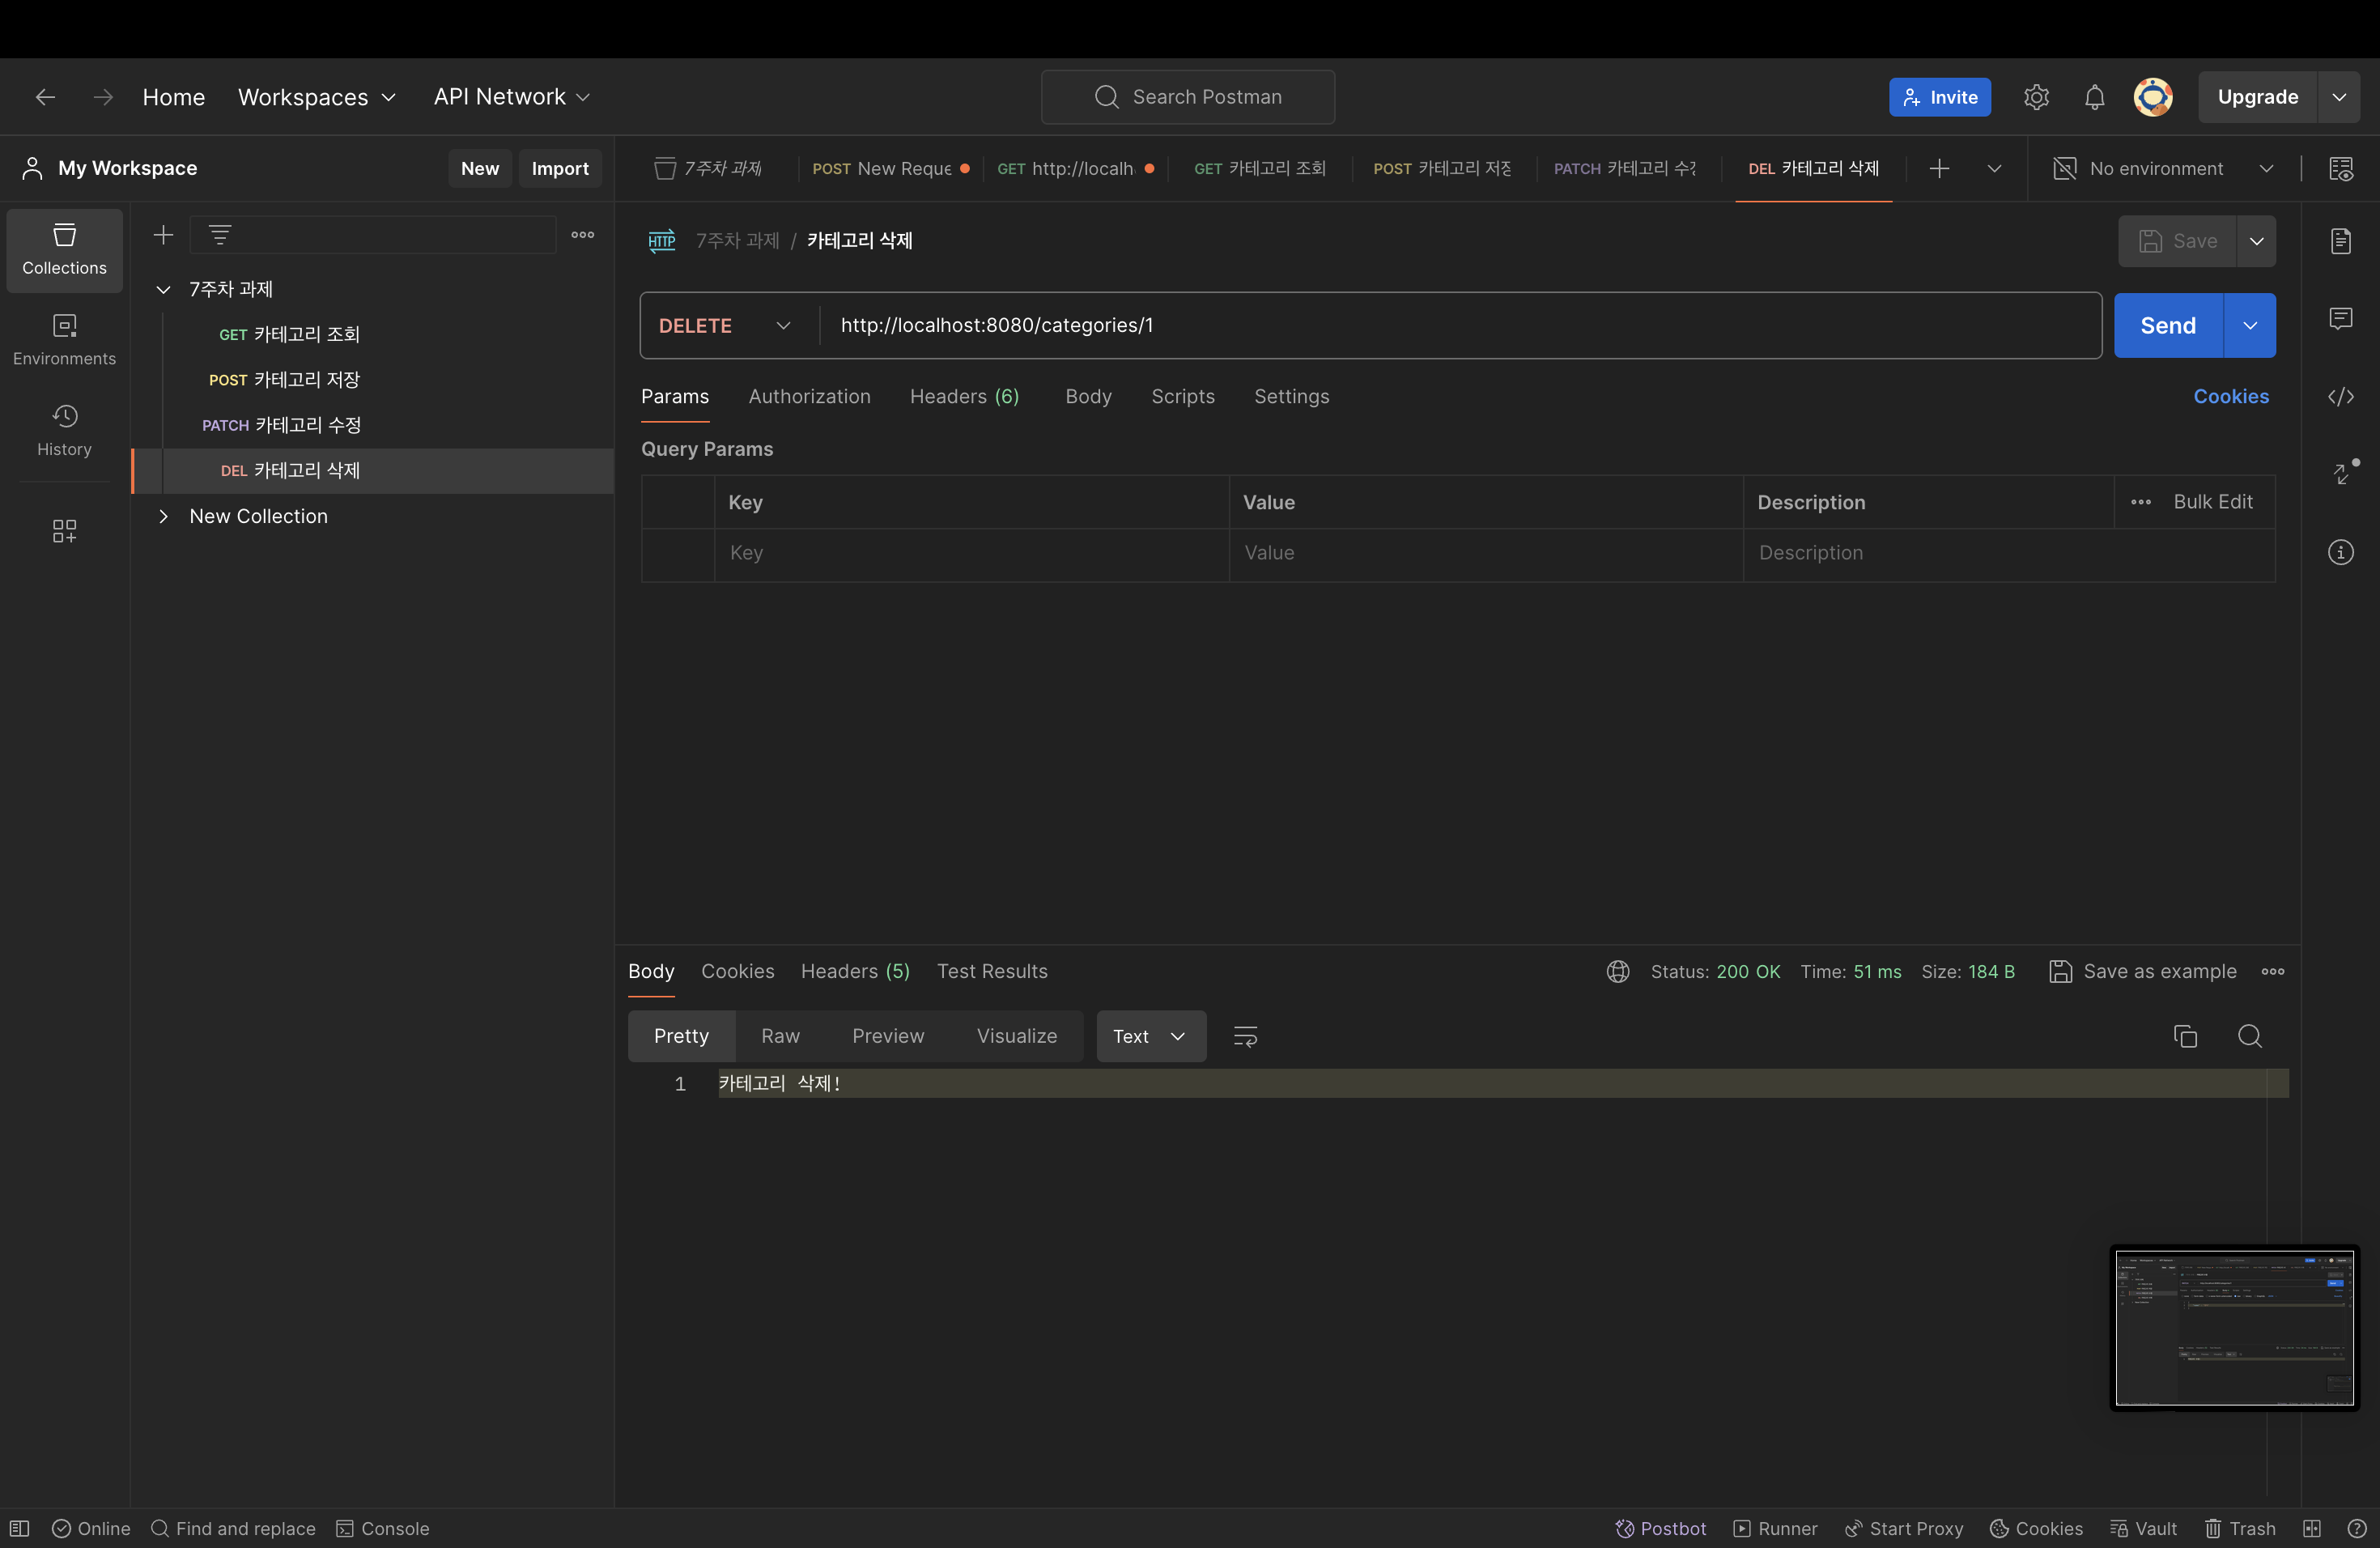 Home Workspaces API Network Search Postman Invite Upgrade
My Workspace New Import
7주차 과제 POST New Reque GET http://localh GET 카테고리 조회 POST 카테고리 저장 PATCH 카테고리 수정 DEL 카테고리 삭제 No environment
Collections
Environments
History
7주차 과제
GET 카테고리 조회
POST 카테고리 저장
PATCH 카테고리 수정
DEL 카테고리 삭제
New Collection
HTTP 7주차 과제 / 카테고리 삭제 Save
DELETE http://localhost:8080/categories/1 Send
Params Authorization Headers (6) Body Scripts Settings Cookies
Query Params
Key Value Description Bulk Edit
Key Value Description
Body Cookies Headers (5) Test Results Status: 200 OK Time: 51 ms Size: 184 B Save as example
Pretty Raw Preview Visualize Text
1 카테고리 삭제!
Online Find and replace Console Postbot Runner Start Proxy Cookies Vault Trash